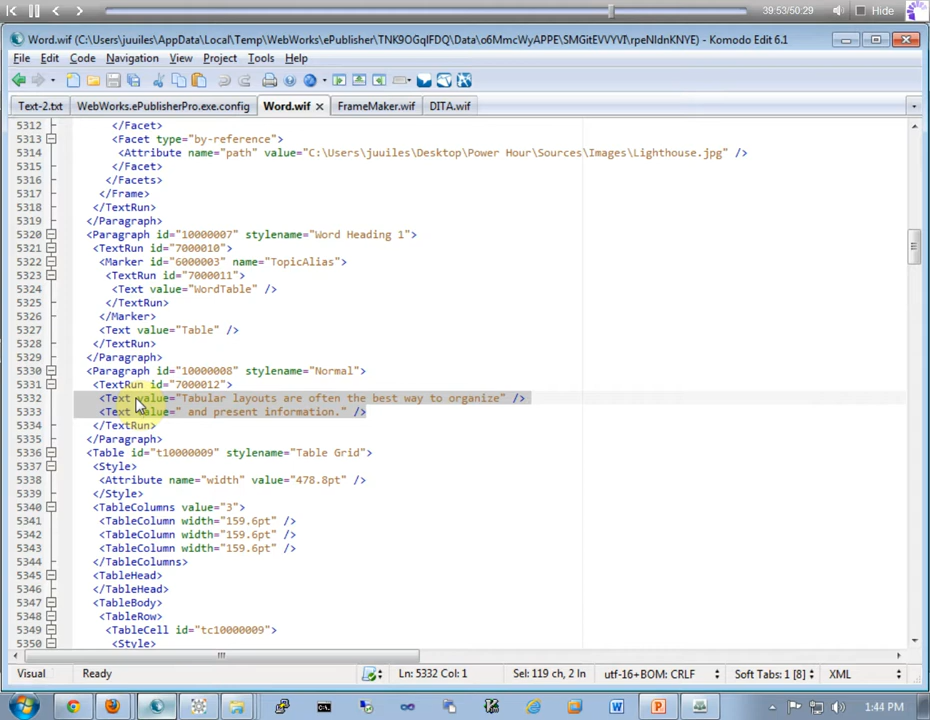 39:53/50:29 Hide
Word.wif (C:\Users\juuiles\AppData\Local\Temp\WebWorks\ePublisher\TNK9OGqIFDQ\Data\o6MmcWyAPPE\SMGitEVVYVI\rpeNIdnKNYE) - Komodo Edit 6.1
File Edit Code Navigation View Project Tools Help
Text-2.txt WebWorks.ePublisherPro.exe.config Word.wif FrameMaker.wif DITA.wif
5312 </Facet>
5313 <Facet type="by-reference">
5314 <Attribute name="path" value="C:\Users\juuiles\Desktop\Power Hour\Sources\Images\Lighthouse.jpg" />
5315 </Facet>
5316 </Facets>
5317 </Frame>
5318 </TextRun>
5319 </Paragraph>
5320 <Paragraph id="10000007" stylename="Word Heading 1">
5321 <TextRun id="7000010">
5322 <Marker id="6000003" name="TopicAlias">
5323 <TextRun id="7000011">
5324 <Text value="WordTable" />
5325 </TextRun>
5326 </Marker>
5327 <Text value="Table" />
5328 </TextRun>
5329 </Paragraph>
5330 <Paragraph id="10000008" stylename="Normal">
5331 <TextRun id="7000012">
5332 <Text value="Tabular layouts are often the best way to organize" />
5333 <Text value=" and present information." />
5334 </TextRun>
5335 </Paragraph>
5336 <Table id="t10000009" stylename="Table Grid">
5337 <Style>
5338 <Attribute name="width" value="478.8pt" />
5339 </Style>
5340 <TableColumns value="3">
5341 <TableColumn width="159.6pt" />
5342 <TableColumn width="159.6pt" />
5343 <TableColumn width="159.6pt" />
5344 </TableColumns>
5345 <TableHead>
5346 </TableHead>
5347 <TableBody>
5348 <TableRow>
5349 <TableCell id="tc10000009">
5350 <Style>
Visual Ready Ln: 5332 Col: 1 Sel: 119 ch, 2 ln utf-16+BOM: CRLF Soft Tabs: 1 [8] XML
1:44 PM